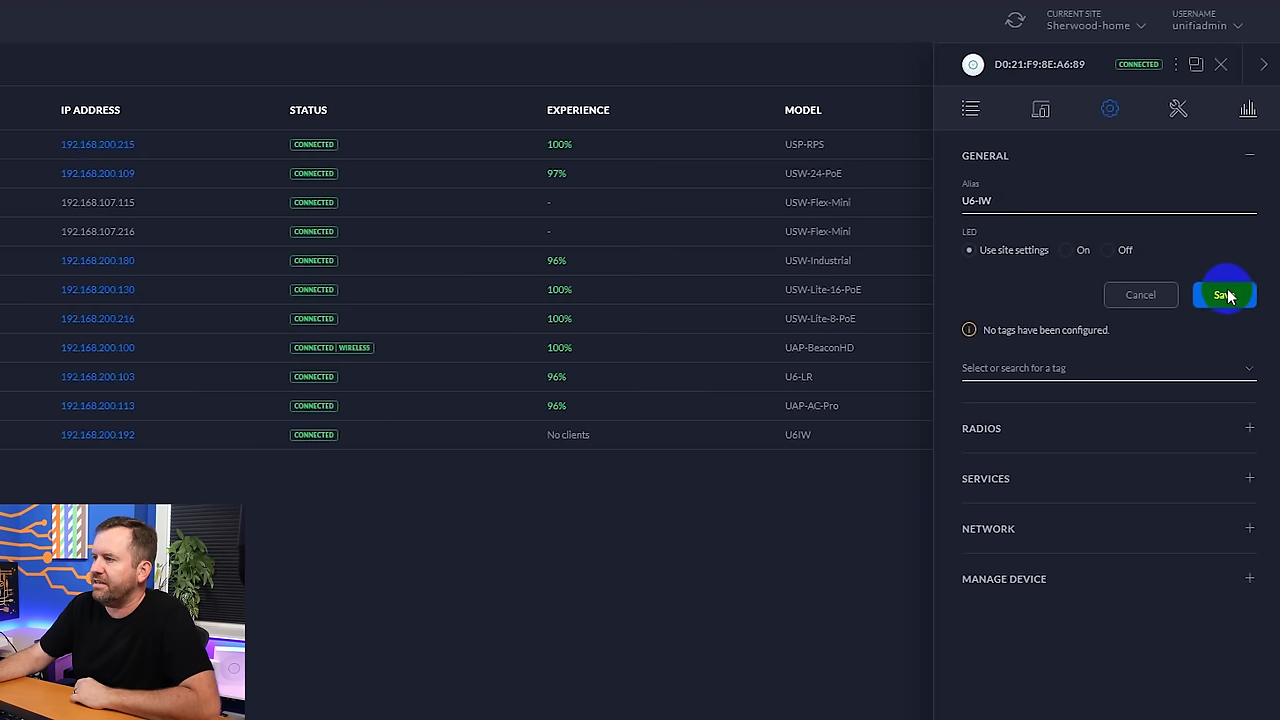 CURRENT SITE
Sherwood-home
USERNAME
unifiadmin
D0:21:F9:8E:A6:89 CONNECTED
IP ADDRESS STATUS EXPERIENCE MODEL
192.168.200.215 CONNECTED 100% USP-RPS
192.168.200.109 CONNECTED 97% USW-24-PoE
192.168.107.115 CONNECTED - USW-Flex-Mini
192.168.107.216 CONNECTED - USW-Flex-Mini
192.168.200.180 CONNECTED 96% USW-Industrial
192.168.200.130 CONNECTED 100% USW-Lite-16-PoE
192.168.200.216 CONNECTED 100% USW-Lite-8-PoE
192.168.200.100 CONNECTED WIRELESS 100% UAP-BeaconHD
192.168.200.103 CONNECTED 96% U6-LR
192.168.200.113 CONNECTED 96% UAP-AC-Pro
192.168.200.192 CONNECTED No clients U6IW
GENERAL
Alias
U6-IW
LED
Use site settings On Off
Cancel
No tags have been configured.
Select or search for a tag
RADIOS
SERVICES
NETWORK
MANAGE DEVICE